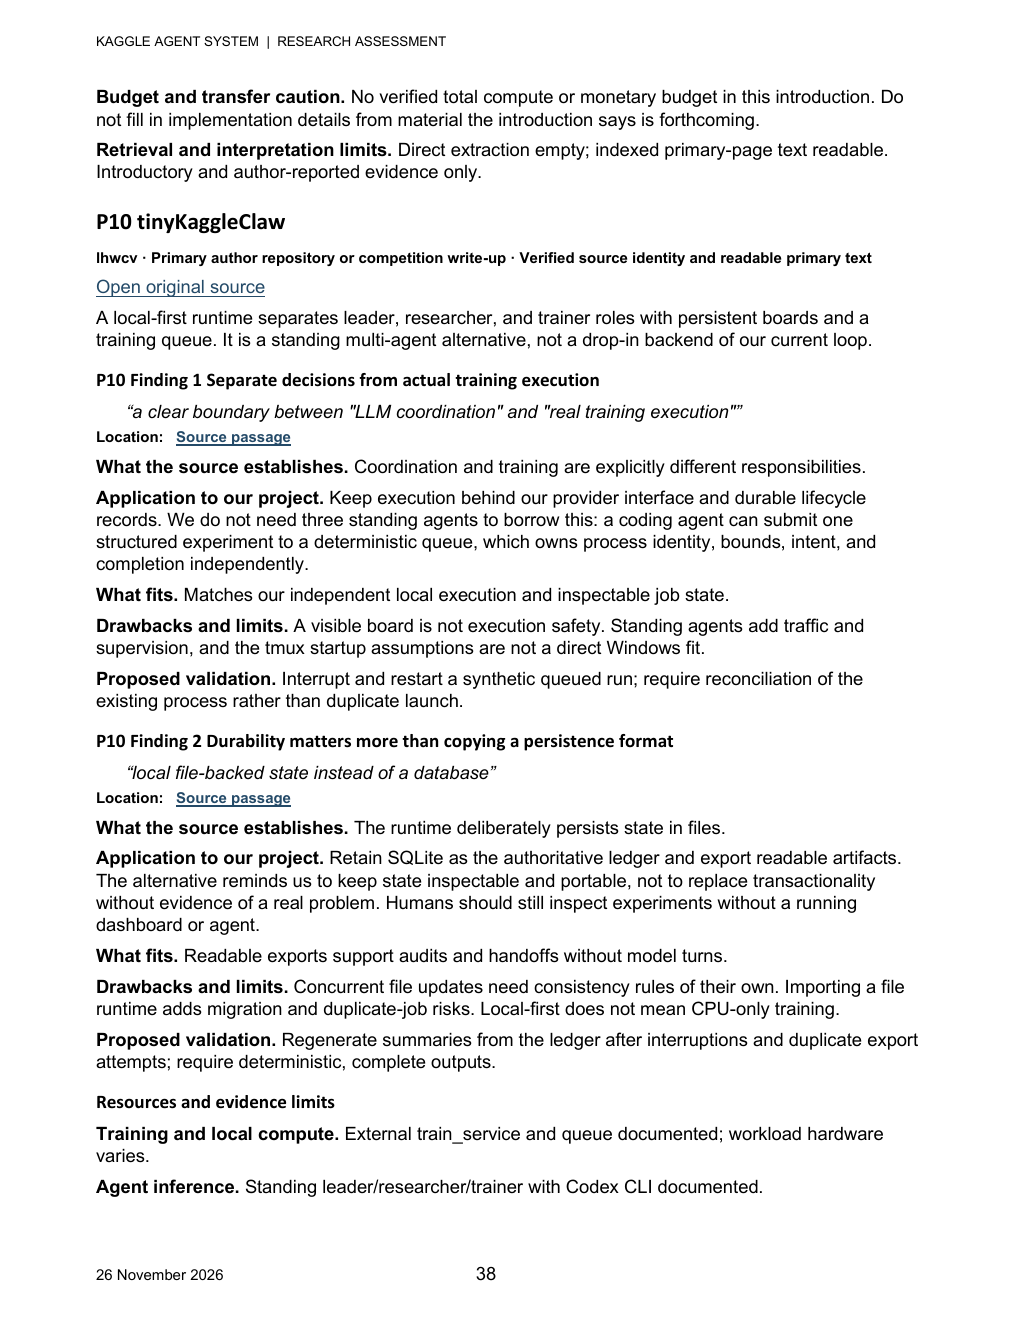 KAGGLE AGENT SYSTEM | RESEARCH ASSESSMENT
Budget and transfer caution. No verified total compute or monetary budget in this introduction. Do
not fill in implementation details from material the introduction says is forthcoming.
Retrieval and interpretation limits. Direct extraction empty; indexed primary-page text readable.
Introductory and author-reported evidence only.
P10 tinyKaggleClaw
lhwcv · Primary author repository or competition write-up · Verified source identity and readable primary text
Open original source
A local-first runtime separates leader, researcher, and trainer roles with persistent boards and a
training queue. It is a standing multi-agent alternative, not a drop-in backend of our current loop.
P10 Finding 1 Separate decisions from actual training execution
“a clear boundary between "LLM coordination" and "real training execution"”
Location: Source passage
What the source establishes. Coordination and training are explicitly different responsibilities.
Application to our project. Keep execution behind our provider interface and durable lifecycle
records. We do not need three standing agents to borrow this: a coding agent can submit one
structured experiment to a deterministic queue, which owns process identity, bounds, intent, and
completion independently.
What fits. Matches our independent local execution and inspectable job state.
Drawbacks and limits. A visible board is not execution safety. Standing agents add traffic and
supervision, and the tmux startup assumptions are not a direct Windows fit.
Proposed validation. Interrupt and restart a synthetic queued run; require reconciliation of the
existing process rather than duplicate launch.
P10 Finding 2 Durability matters more than copying a persistence format
“local file-backed state instead of a database”
Location: Source passage
What the source establishes. The runtime deliberately persists state in files.
Application to our project. Retain SQLite as the authoritative ledger and export readable artifacts.
The alternative reminds us to keep state inspectable and portable, not to replace transactionality
without evidence of a real problem. Humans should still inspect experiments without a running
dashboard or agent.
What fits. Readable exports support audits and handoffs without model turns.
Drawbacks and limits. Concurrent file updates need consistency rules of their own. Importing a file
runtime adds migration and duplicate-job risks. Local-first does not mean CPU-only training.
Proposed validation. Regenerate summaries from the ledger after interruptions and duplicate export
attempts; require deterministic, complete outputs.
Resources and evidence limits
Training and local compute. External train_service and queue documented; workload hardware
varies.
Agent inference. Standing leader/researcher/trainer with Codex CLI documented.
26 November 2026 38